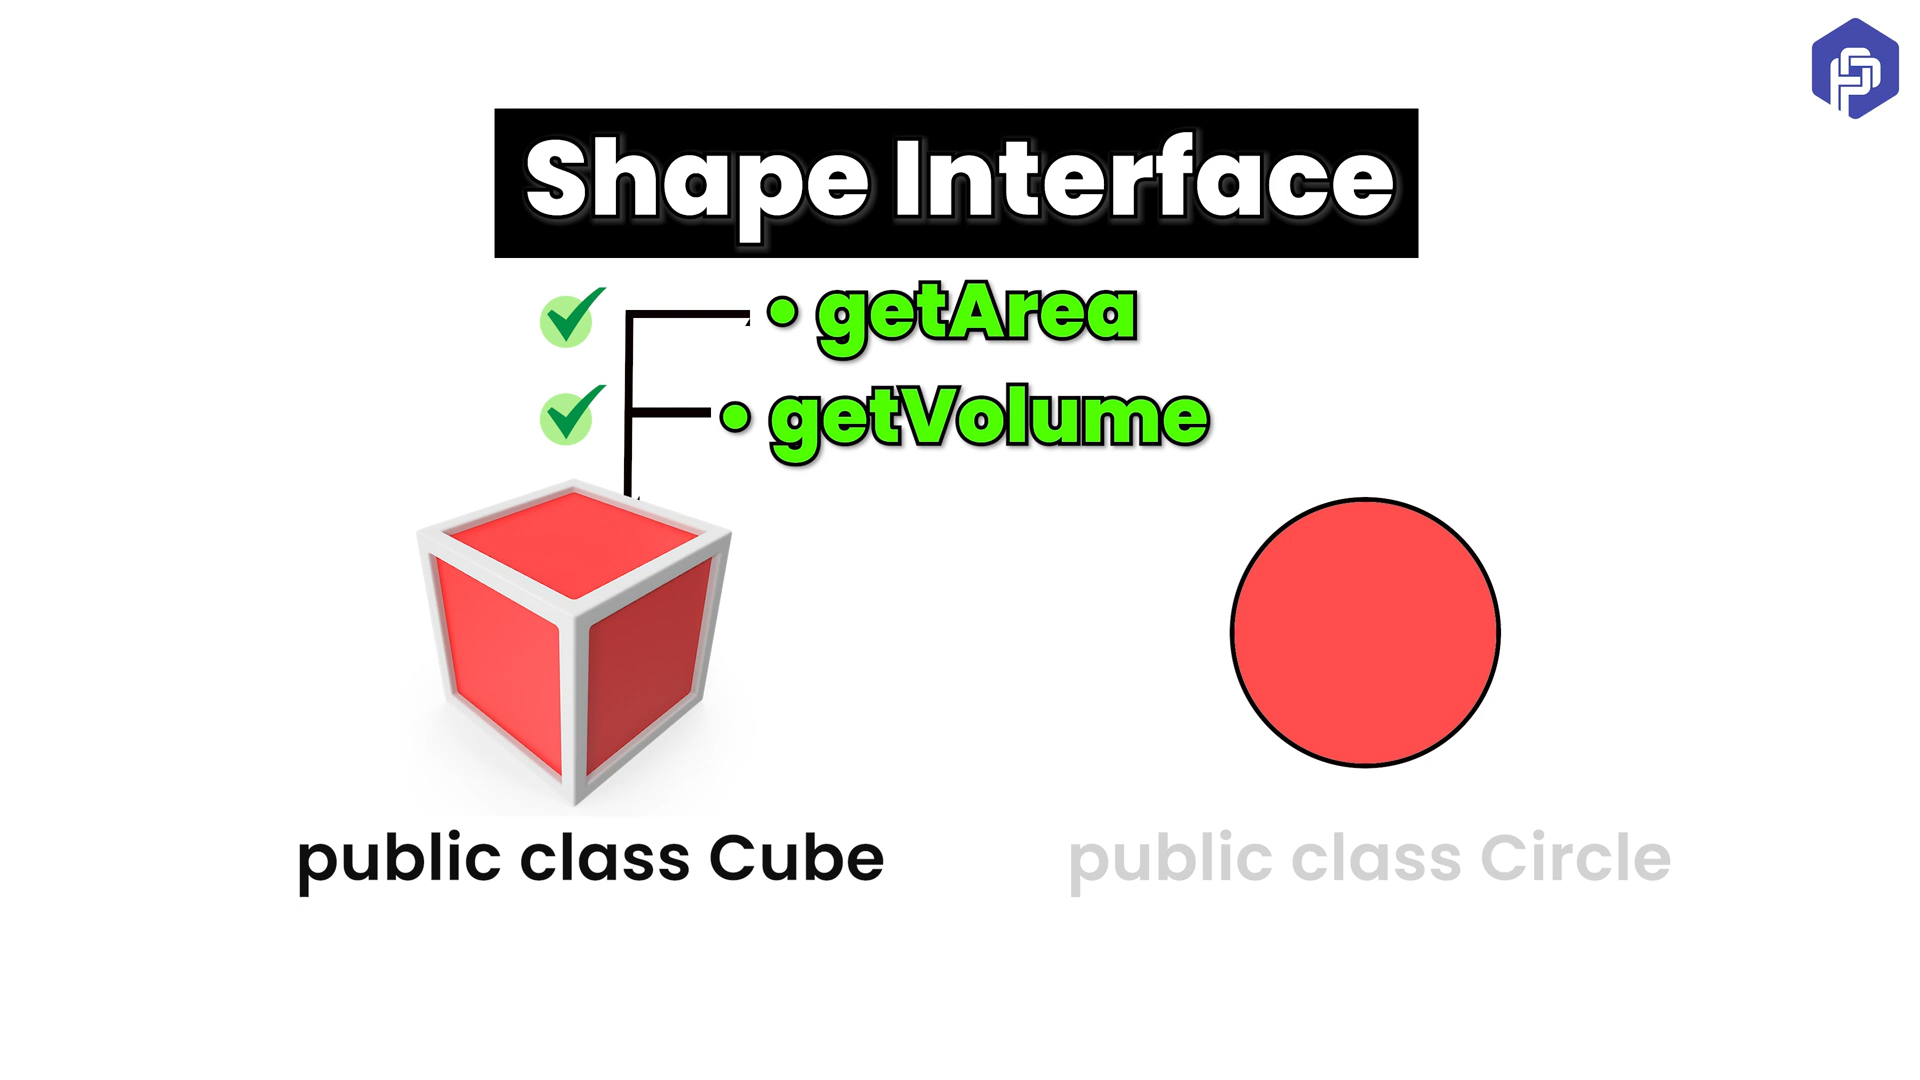 Shape Interface
• getArea
• getVolume
public class Cube
public class Circle